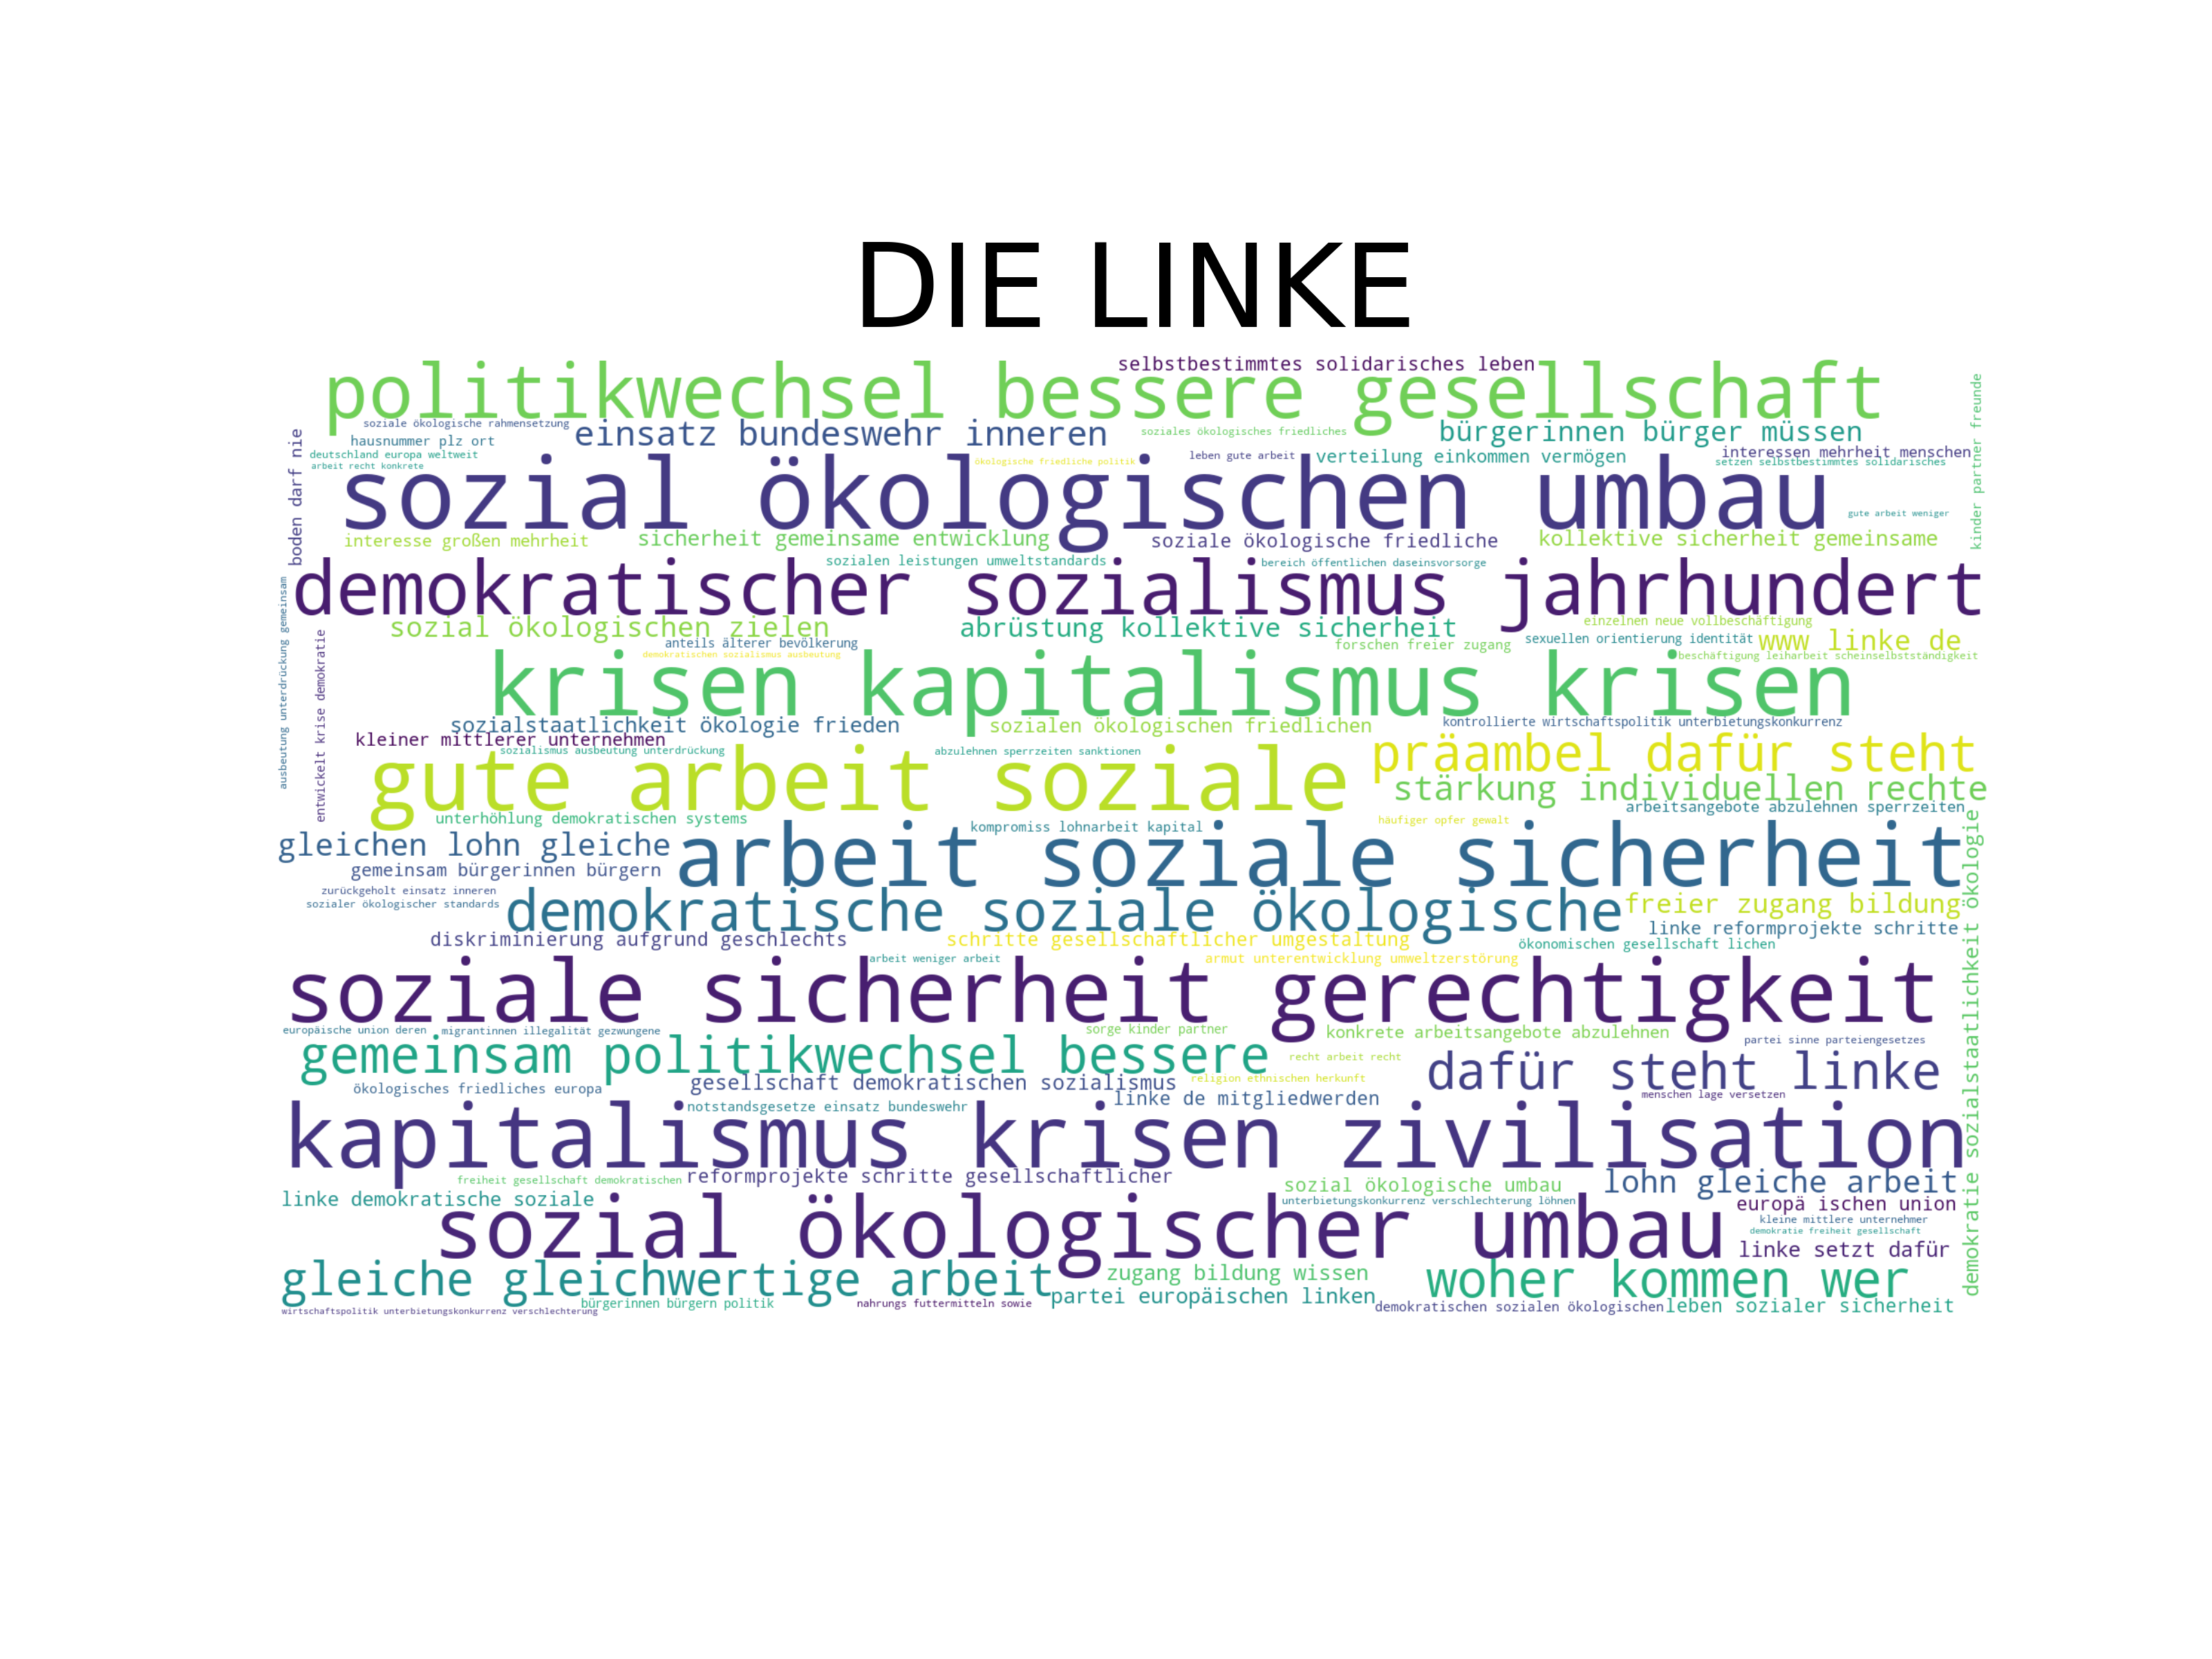 DIE LINKE
selbstbestimmtes solidarisches leben
politikwechsel bessere gesellschaft
soziale ökologische rahmensetzung
einsatz bundeswehr inneren
soziales ökologisches friedliches
bürgerinnen bürger müssen
kinder partner freunde
hausnummer plz ort
boden darf nie
deutschland europa weltweit
arbeit recht konkrete
ökologische friedliche politik
leben gute arbeit
verteilung einkommen vermögen
interessen mehrheit menschen
setzen selbstbestimmtes solidarisches
sozial ökologischen umbau
gute arbeit weniger
interesse großen mehrheit
sicherheit gemeinsame entwicklung
soziale ökologische friedliche
kollektive sicherheit gemeinsame
sozialen leistungen umweltstandards
bereich öffentlichen daseinsvorsorge
demokratischer sozialismus jahrhundert
ausbeutung unterdrückung gemeinsam
sozial ökologischen zielen
abrüstung kollektive sicherheit
einzelnen neue vollbeschäftigung
anteils älterer bevölkerung
forschen freier zugang
sexuellen orientierung identität
www linke de
demokratischen sozialismus ausbeutung
beschäftigung leiharbeit scheinselbstständigkeit
entwickelt krise demokratie
krisen kapitalismus krisen
sozialstaatlichkeit ökologie frieden
sozialen ökologischen friedlichen
kontrollierte wirtschaftspolitik unterbietungskonkurrenz
kleiner mittlerer unternehmen
sozialismus ausbeutung unterdrückung
abzulehnen sperrzeiten sanktionen
präambel dafür steht
gute arbeit soziale
stärkung individuellen rechte
arbeitsangebote abzulehnen sperrzeiten
unterhöhlung demokratischen systems
kompromiss lohnarbeit kapital
häufiger opfer gewalt
gleichen lohn gleiche
arbeit soziale sicherheit
gemeinsam bürgerinnen bürgern
zurückgeholt einsatz inneren
sozialer ökologischer standards
demokratische soziale ökologische
freier zugang bildung
linke reformprojekte schritte
diskriminierung aufgrund geschlechts
schritte gesellschaftlicher umgestaltung
ökonomischen gesellschaft lichen
arbeit weniger arbeit
armut unterentwicklung umweltzerstörung
soziale sicherheit gerechtigkeit
demokratie sozialstaatlichkeit ökologie
europäische union deren
migrantinnen illegalität gezwungene
sorge kinder partner
konkrete arbeitsangebote abzulehnen
partei sinne parteiengesetzes
gemeinsam politikwechsel bessere
recht arbeit recht
dafür steht linke
ökologisches friedliches europa
gesellschaft demokratischen sozialismus
religion ethnischen herkunft
linke de mitgliedwerden
menschen lage versetzen
notstandsgesetze einsatz bundeswehr
kapitalismus krisen zivilisation
freiheit gesellschaft demokratischen
reformprojekte schritte gesellschaftlicher
sozial ökologische umbau
lohn gleiche arbeit
linke demokratische soziale
unterbietungskonkurrenz verschlechterung löhnen
europä ischen union
sozial ökologischer umbau
kleine mittlere unternehmer
demokratie freiheit gesellschaft
linke setzt dafür
gleiche gleichwertige arbeit
zugang bildung wissen
woher kommen wer
bürgerinnen bürgern politik
nahrungs futtermitteln sowie
partei europäischen linken
demokratischen sozialen ökologischen
leben sozialer sicherheit
wirtschaftspolitik unterbietungskonkurrenz verschlechterung